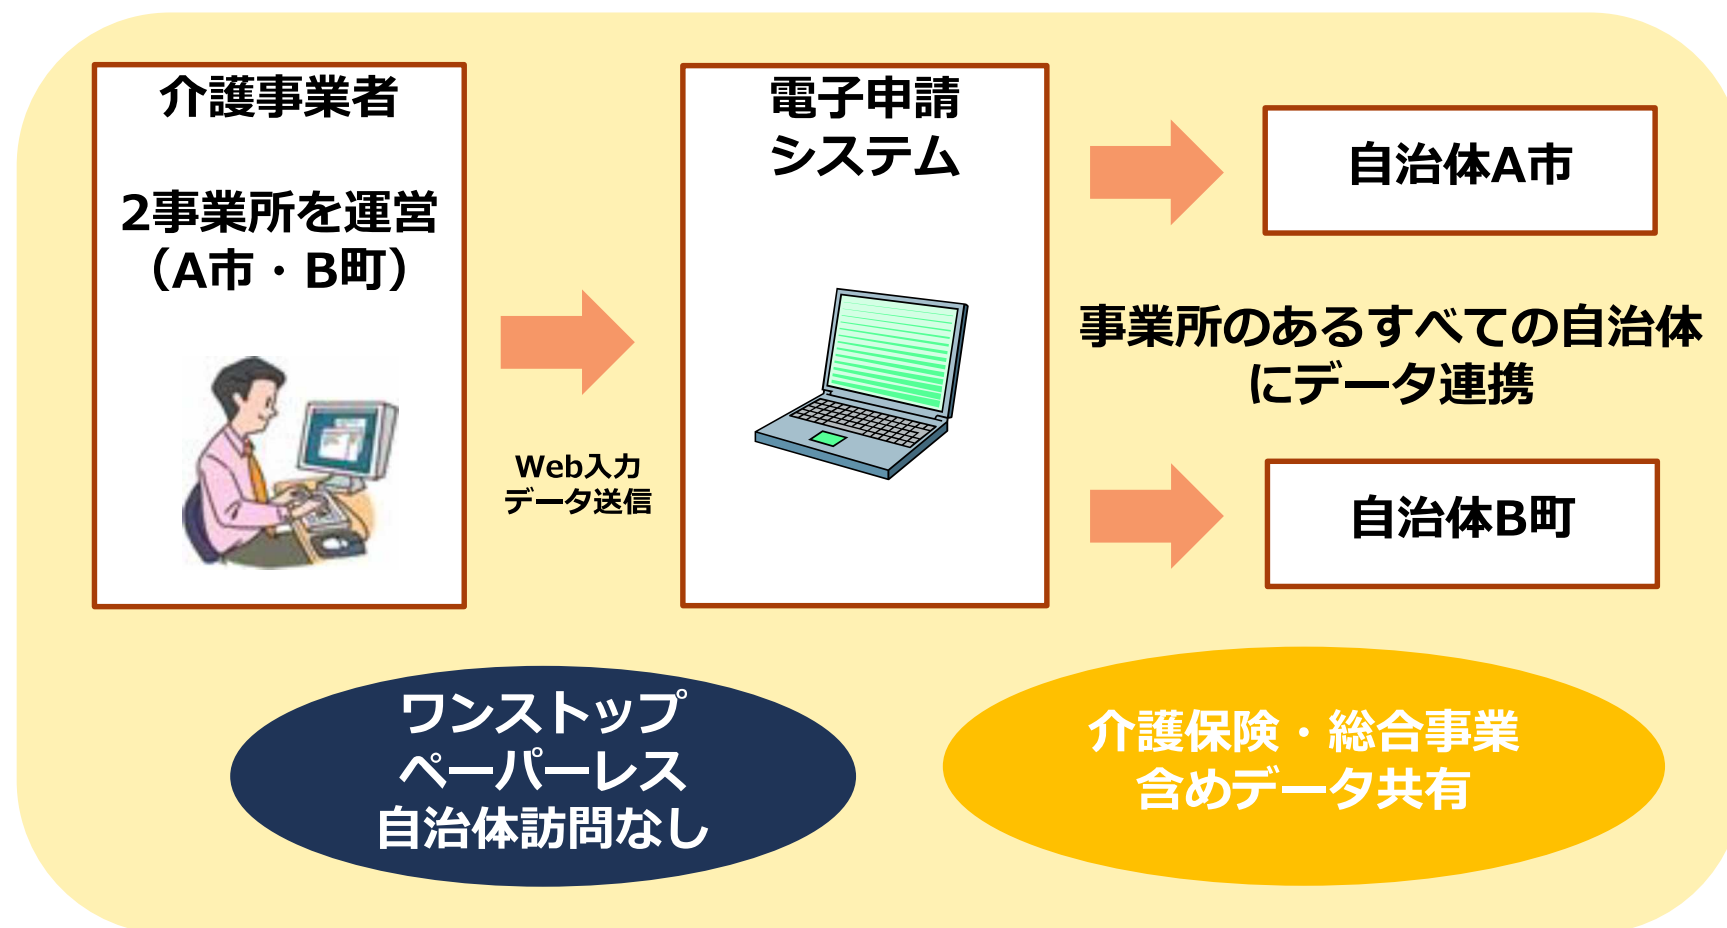 介護事業者
2事業所を運営
（A市・B町）
Web入力
データ送信
電子申請
システム
自治体A市
事業所のあるすべての自治体
にデータ連携
自治体B町
ワンストップ
ペーパーレス
自治体訪問なし
介護保険・総合事業
含めデータ共有